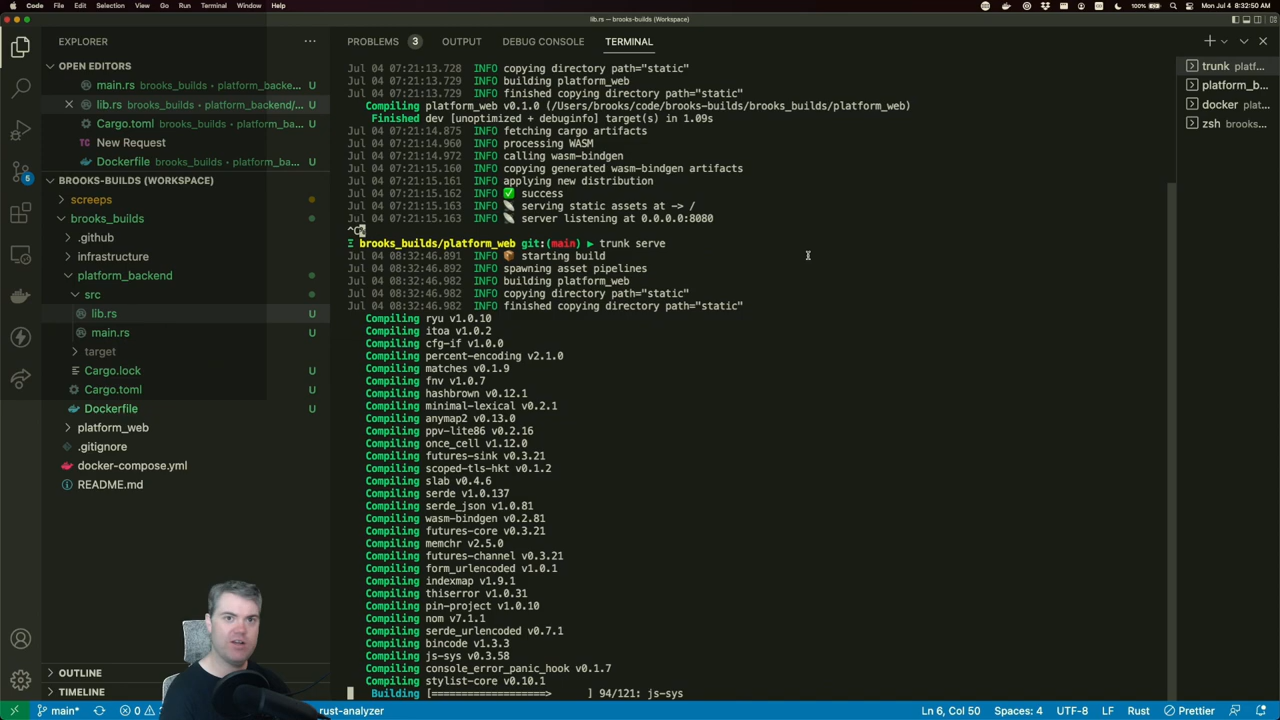 Code File Edit Selection View Go Run Terminal Window Help 100% Mon Jul 4 8:32:50 AM
lib.rs — brooks-builds (Workspace)
EXPLORER
OPEN EDITORS
main.rs brooks_builds / platform_backe... U
lib.rs brooks_builds / platform_backend/... U
Cargo.toml brooks_builds / platform_ba... U
New Request
Dockerfile brooks_builds / platform_ba... U
BROOKS-BUILDS (WORKSPACE)
screeps
brooks_builds
.github
infrastructure
platform_backend
src
lib.rs U
main.rs U
target
Cargo.lock U
Cargo.toml U
Dockerfile U
platform_web
.gitignore
docker-compose.yml
README.md
OUTLINE
TIMELINE
5
PROBLEMS 3 OUTPUT DEBUG CONSOLE TERMINAL
Jul 04 07:21:13.728 INFO copying directory path="static"
Jul 04 07:21:13.729 INFO building platform_web
Jul 04 07:21:13.729 INFO finished copying directory path="static"
Compiling platform_web v0.1.0 (/Users/brooks/code/brooks-builds/brooks_builds/platform_web)
Finished dev [unoptimized + debuginfo] target(s) in 1.09s
Jul 04 07:21:14.875 INFO fetching cargo artifacts
Jul 04 07:21:14.960 INFO processing WASM
Jul 04 07:21:14.972 INFO calling wasm-bindgen
Jul 04 07:21:15.160 INFO copying generated wasm-bindgen artifacts
Jul 04 07:21:15.161 INFO applying new distribution
Jul 04 07:21:15.162 INFO ✅ success
Jul 04 07:21:15.163 INFO 📡 serving static assets at -> /
Jul 04 07:21:15.163 INFO 📡 server listening at 0.0.0.0:8080
^C
Ξ brooks_builds/platform_web git:(main) ▶ trunk serve
Jul 04 08:32:46.891 INFO 📦 starting build
Jul 04 08:32:46.982 INFO spawning asset pipelines
Jul 04 08:32:46.982 INFO building platform_web
Jul 04 08:32:46.982 INFO copying directory path="static"
Jul 04 08:32:46.982 INFO finished copying directory path="static"
Compiling ryu v1.0.10
Compiling itoa v1.0.2
Compiling cfg-if v1.0.0
Compiling percent-encoding v2.1.0
Compiling matches v0.1.9
Compiling fnv v1.0.7
Compiling hashbrown v0.12.1
Compiling minimal-lexical v0.2.1
Compiling anymap2 v0.13.0
Compiling ppv-lite86 v0.2.16
Compiling once_cell v1.12.0
Compiling futures-sink v0.3.21
Compiling scoped-tls-hkt v0.1.2
Compiling slab v0.4.6
Compiling serde v1.0.137
Compiling serde_json v1.0.81
Compiling wasm-bindgen v0.2.81
Compiling futures-core v0.3.21
Compiling memchr v2.5.0
Compiling futures-channel v0.3.21
Compiling form_urlencoded v1.0.1
Compiling indexmap v1.9.1
Compiling thiserror v1.0.31
Compiling pin-project v1.0.10
Compiling nom v7.1.1
Compiling serde_urlencoded v0.7.1
Compiling bincode v1.3.3
Compiling js-sys v0.3.58
Compiling console_error_panic_hook v0.1.7
Compiling stylist-core v0.10.1
Building [====================> ] 94/121: js-sys
trunk platf...
platform_b...
docker pla...
zsh brooks...
main* 0 rust-analyzer Ln 6, Col 50 Spaces: 4 UTF-8 LF Rust Prettier